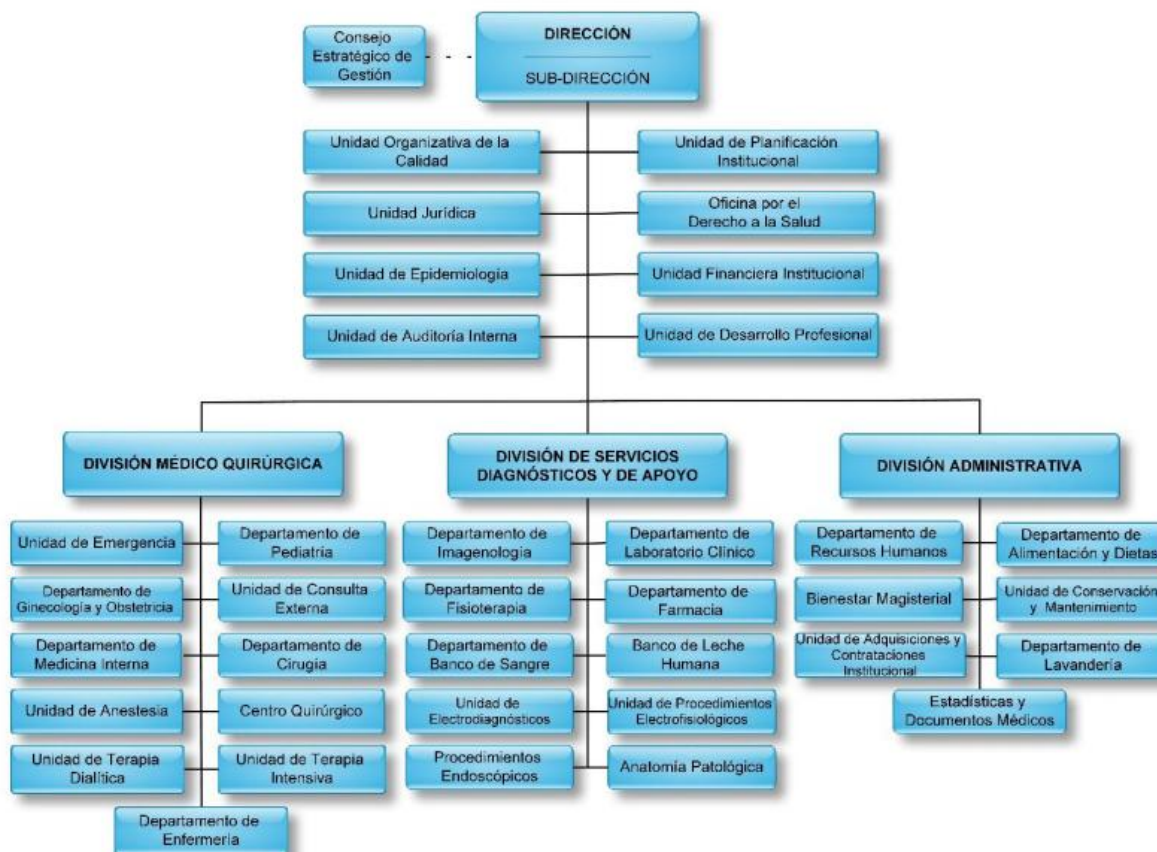 Consejo
Estratégico de
Gestión
DIRECCIÓN
SUB-DIRECCIÓN
Unidad Organizativa de la
Calidad
Unidad de Planificación
Institucional
Unidad Jurídica
Oficina por el
Derecho a la Salud
Unidad de Epidemiología
Unidad Financiera Institucional
Unidad de Auditoría Interna
Unidad de Desarrollo Profesional
DIVISIÓN MÉDICO QUIRÚRGICA
DIVISIÓN DE SERVICIOS
DIAGNÓSTICOS Y DE APOYO
DIVISIÓN ADMINISTRATIVA
Unidad de Emergencia
Departamento de
Pediatría
Departamento de
Ginecología y Obstetricia
Unidad de Consulta
Externa
Departamento de
Medicina Interna
Departamento de
Cirugía
Unidad de Anestesia
Centro Quirúrgico
Unidad de Terapia
Dialítica
Unidad de Terapia
Intensiva
Departamento de
Enfermería
Departamento de
Imagenología
Departamento de
Laboratorio Clínico
Departamento de
Fisioterapia
Departamento de
Farmacia
Departamento de
Banco de Sangre
Banco de Leche
Humana
Unidad de
Electrodiagnósticos
Unidad de Procedimientos
Electrofisiológicos
Procedimientos
Endoscópicos
Anatomía Patológica
Departamento de
Recursos Humanos
Departamento de
Alimentación y Dietas
Bienestar Magisterial
Unidad de Conservación
y Mantenimiento
Unidad de Adquisiciones y
Contrataciones
Institucional
Departamento de
Lavandería
Estadísticas y
Documentos Médicos